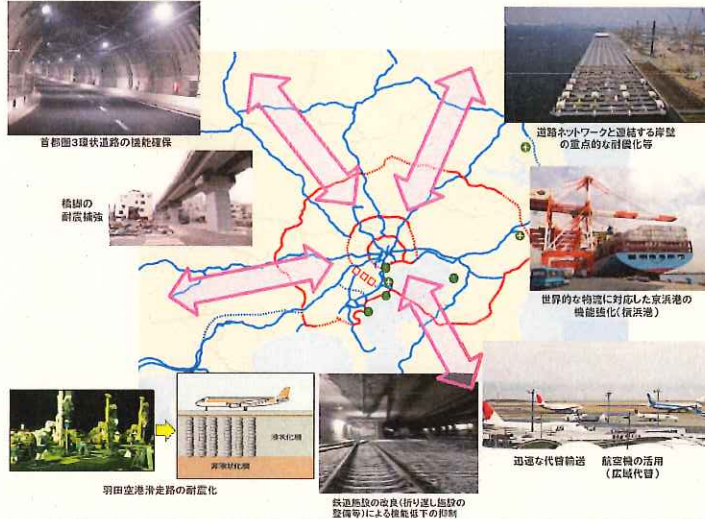 首都圏3環状道路の機能確保
橋脚の
耐震補強
道路ネットワークと連結する岸壁
の重点的な耐震化等
世界的な物流に対応した京浜港の
機能強化(横浜港)
液状化層
非液状化層
羽田空港滑走路の耐震化
鉄道施設の改良(折り返し施設の
整備等)による機能低下の抑制
迅速な代替輸送
航空機の活用
(広域代替)